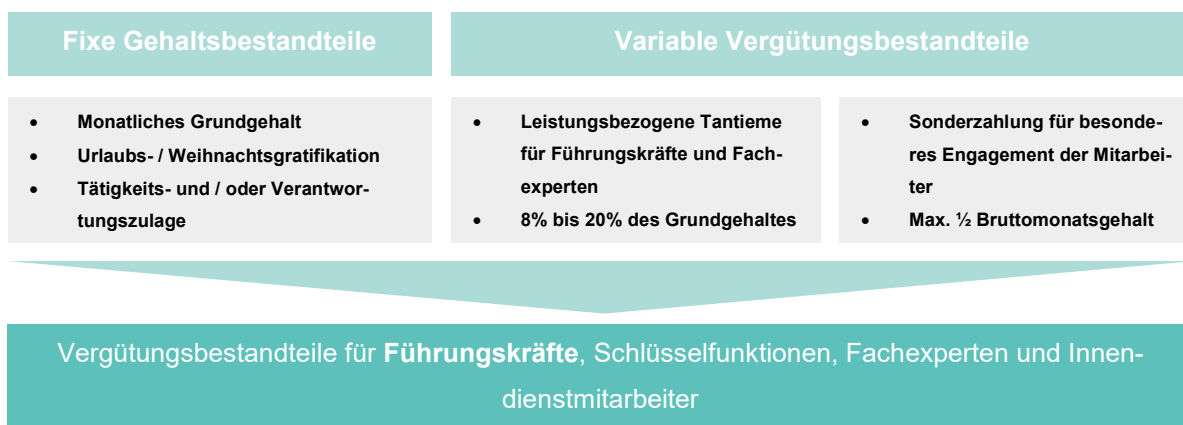 Fixe Gehaltsbestandteile
Variable Vergütungsbestandteile
• Monatliches Grundgehalt
• Urlaubs- / Weihnachtsgratifikation
• Tätigkeits- und / oder Verantwor-
tungszulage
• Leistungsbezogene Tantieme
für Führungskräfte und Fach-
experten
• 8% bis 20% des Grundgehaltes
• Sonderzahlung für besonde-
res Engagement der Mitarbei-
ter
• Max. ½ Bruttomonatsgehalt
Vergütungsbestandteile für Führungskräfte, Schlüsselfunktionen, Fachexperten und Innen-
dienstmitarbeiter